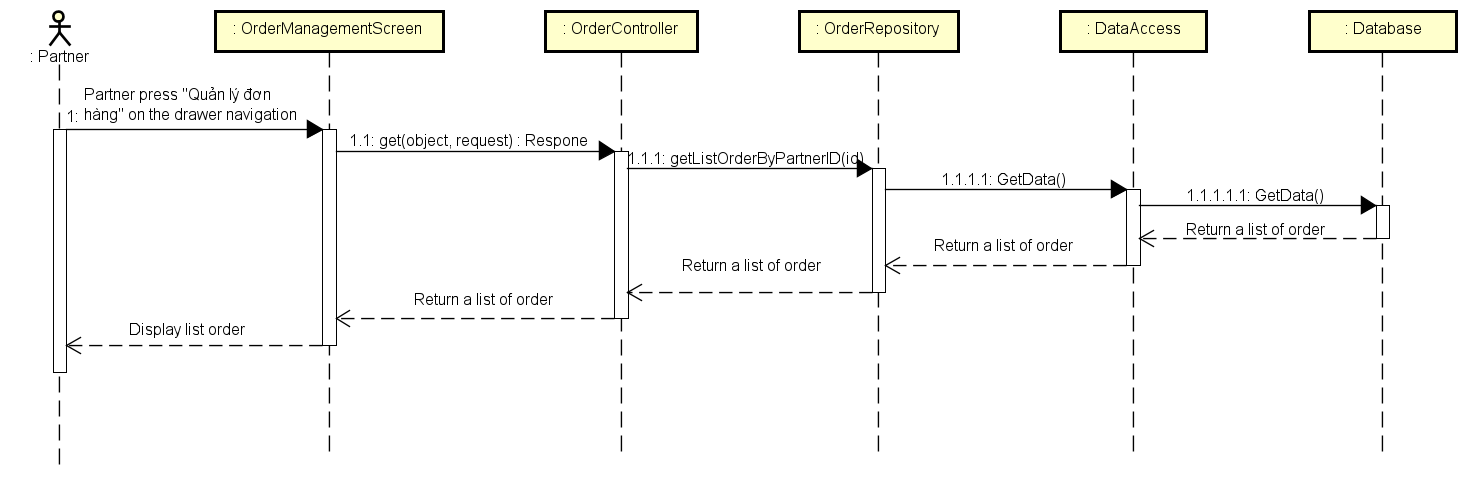 : Partner
: OrderManagementScreen
: OrderController
: OrderRepository
: DataAccess
: Database
Partner press "Quản lý đơn
1: hàng" on the drawer navigation
1.1: get(object, request) : Respone
1.1.1: getListOrderByPartnerID(id)
1.1.1.1: GetData()
1.1.1.1.1: GetData()
Return a list of order
Return a list of order
Return a list of order
Return a list of order
Display list order